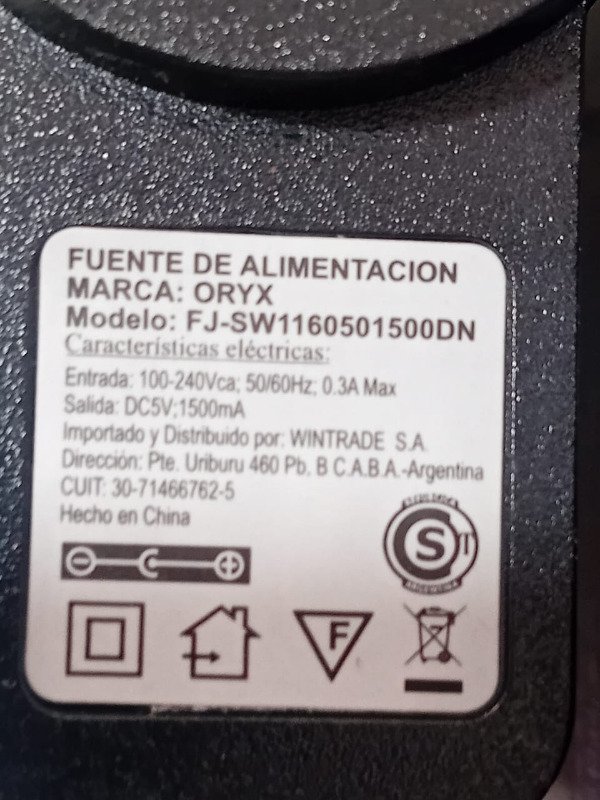 FUENTE DE ALIMENTACION
MARCA: ORYX
Modelo: FJ-SW1160501500DN
Características eléctricas:
Entrada: 100-240Vca; 50/60Hz; 0.3A Max
Salida: DC5V;1500mA
Importado y Distribuido por: WINTRADE S.A.
Dirección: Pte. Uriburu 460 Pb. B C.A.B.A.-Argentina
CUIT: 30-71466762-5
Hecho en China
S
F